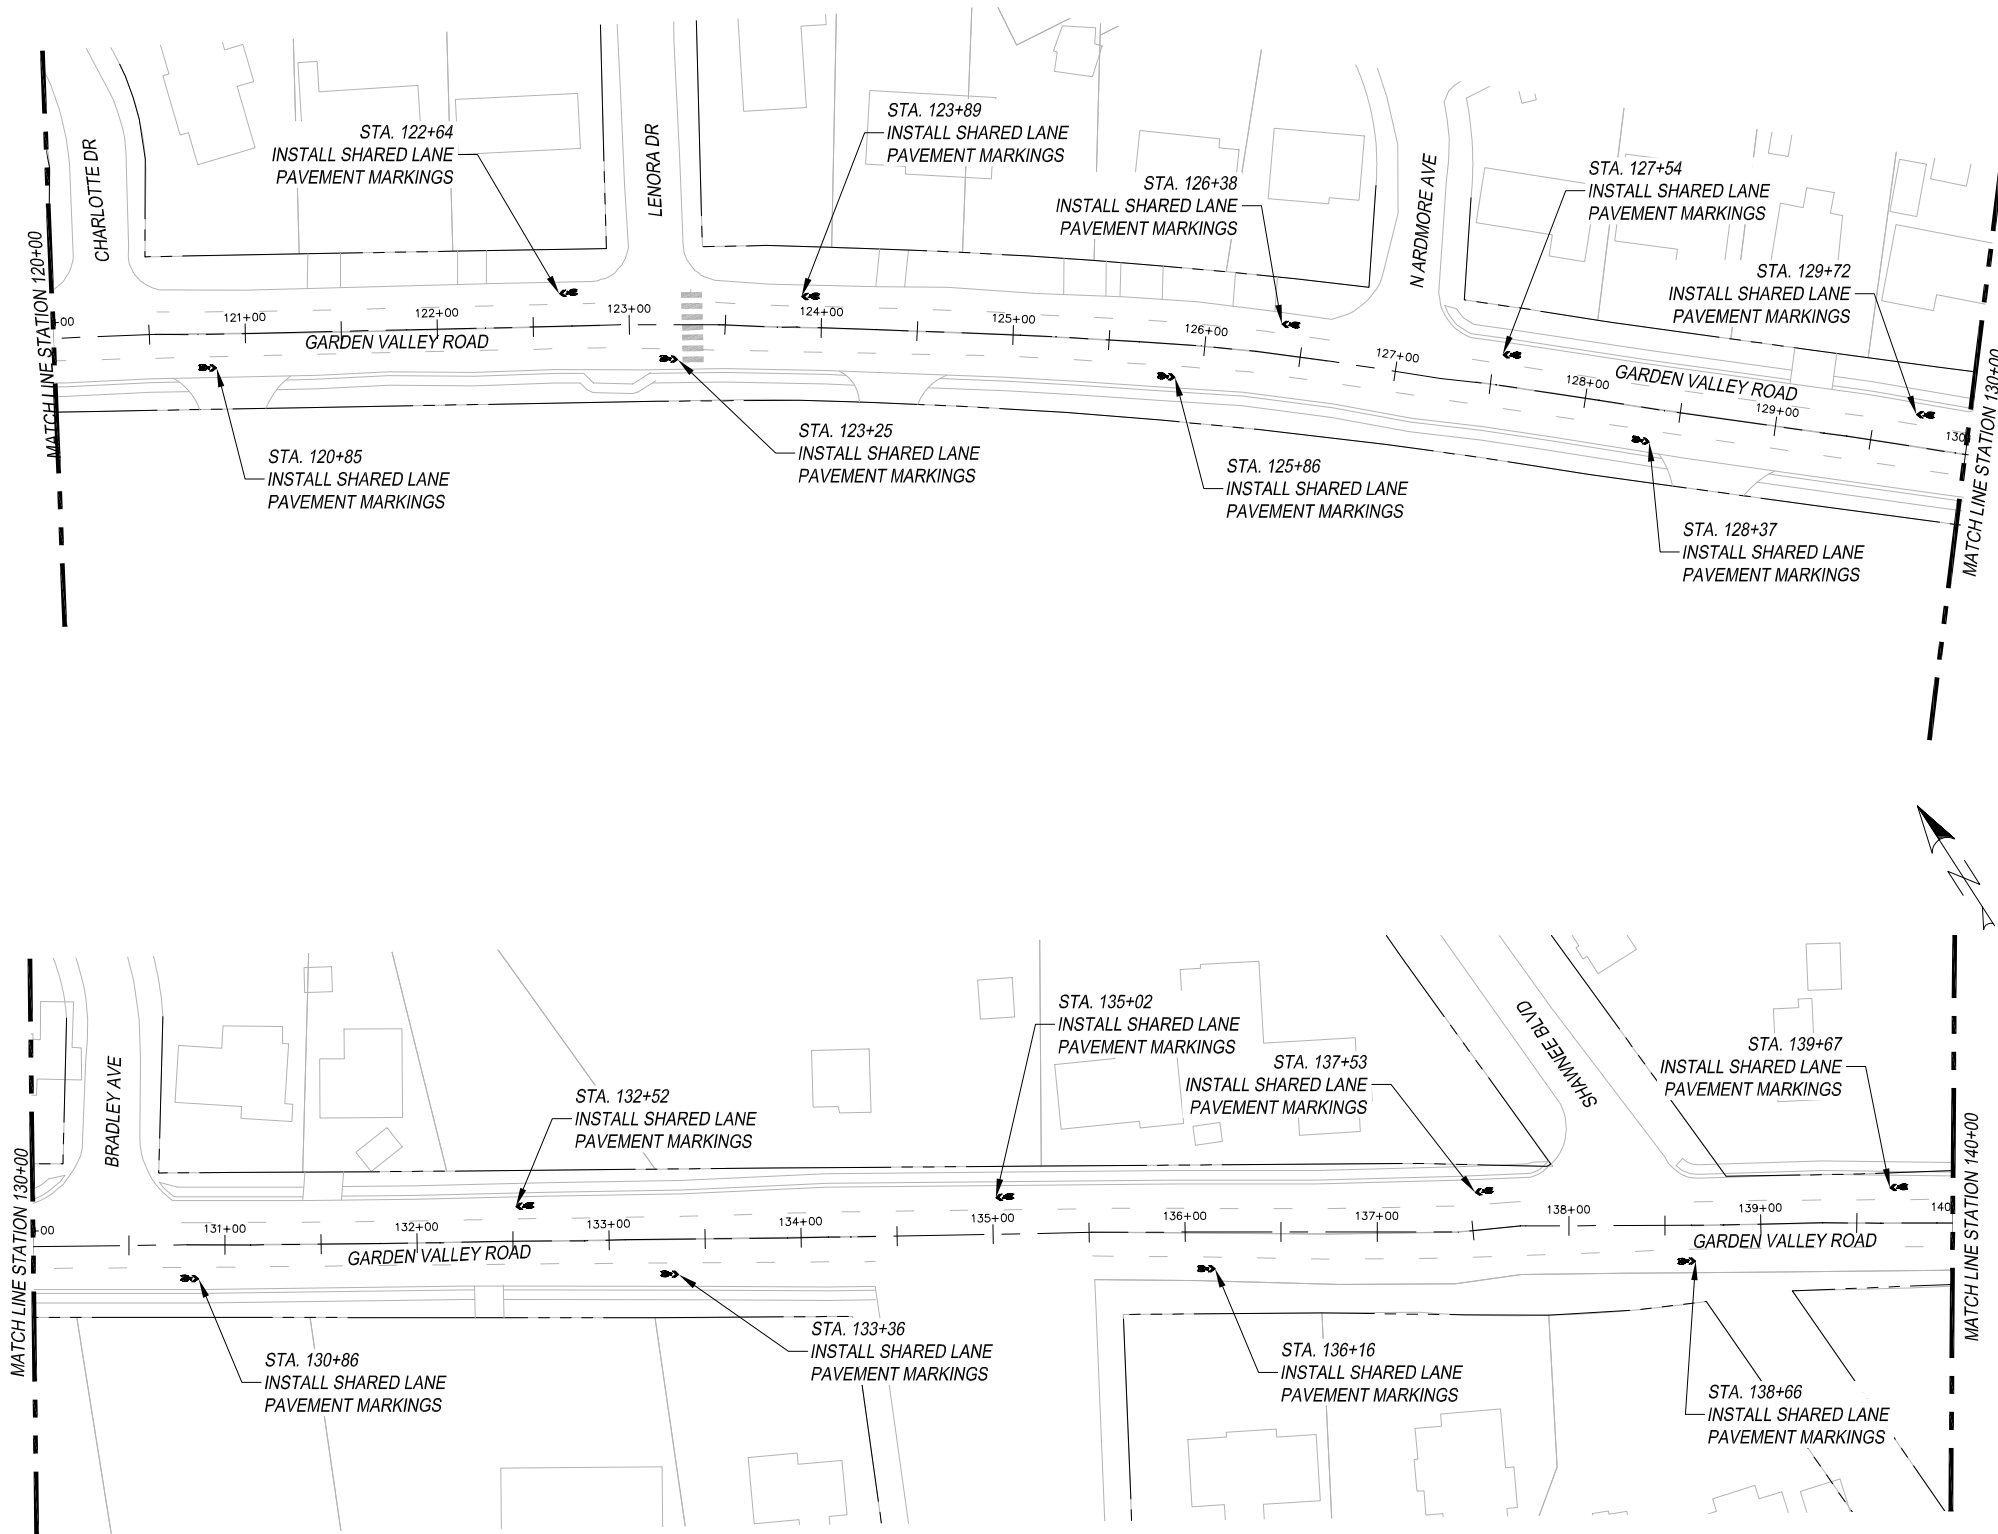 STA. 123+89
INSTALL SHARED LANE
PAVEMENT MARKINGS
STA. 122+64
INSTALL SHARED LANE
PAVEMENT MARKINGS
CHARLOTTE DR
LENORA DR
STA. 126+38
INSTALL SHARED LANE
PAVEMENT MARKINGS
N ARDMORE AVE
STA. 127+54
INSTALL SHARED LANE
PAVEMENT MARKINGS
STA. 129+72
INSTALL SHARED LANE
PAVEMENT MARKINGS
MATCH LINE STATION 120+00
+00
121+00
122+00
123+00
124+00
125+00
126+00
127+00
128+00
129+00
130
GARDEN VALLEY ROAD
GARDEN VALLEY ROAD
MATCH LINE STATION 130+00
STA. 120+85
INSTALL SHARED LANE
PAVEMENT MARKINGS
STA. 123+25
INSTALL SHARED LANE
PAVEMENT MARKINGS
STA. 125+86
INSTALL SHARED LANE
PAVEMENT MARKINGS
STA. 128+37
INSTALL SHARED LANE
PAVEMENT MARKINGS
N
STA. 135+02
INSTALL SHARED LANE
PAVEMENT MARKINGS
SHAWNEE BLVD
STA. 137+53
INSTALL SHARED LANE
PAVEMENT MARKINGS
STA. 139+67
INSTALL SHARED LANE
PAVEMENT MARKINGS
BRADLEY AVE
STA. 132+52
INSTALL SHARED LANE
PAVEMENT MARKINGS
MATCH LINE STATION 130+00
+00
131+00
132+00
133+00
134+00
135+00
136+00
137+00
138+00
139+00
140
GARDEN VALLEY ROAD
GARDEN VALLEY ROAD
MATCH LINE STATION 140+00
STA. 130+86
INSTALL SHARED LANE
PAVEMENT MARKINGS
STA. 133+36
INSTALL SHARED LANE
PAVEMENT MARKINGS
STA. 136+16
INSTALL SHARED LANE
PAVEMENT MARKINGS
STA. 138+66
INSTALL SHARED LANE
PAVEMENT MARKINGS